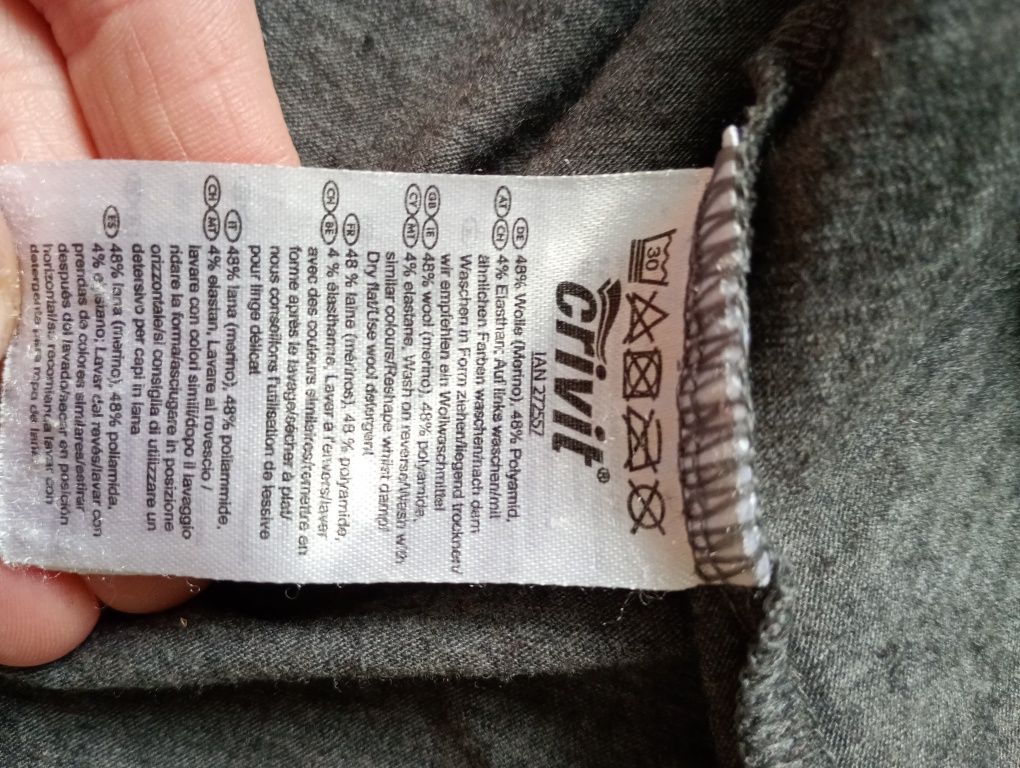 30
crivit®
IAN 272557
DE 48% Wolle (Merino), 48% Polyamid,
AT CH 4% Elasthan, Auf links waschen/mit
ähnlichen Farben waschen/nach dem
Waschen in Form ziehen/liegend trocknen/
wir empfehlen ein Wollwaschmittel
GB IE 48% wool (merino), 48% polyamide,
CY MT 4% elastane, Wash on reverse/Wash with
similar colours/Reshape whilst damp/
Dry flat/Use wool detergent
FR 48 % laine (mérinos), 48 % polyamide,
CH BE 4 % élasthanne, Laver à l'envers/laver
avec des couleurs similaires/remettre en
forme après le lavage/sécher à plat/
nous conseillons l'utilisation de lessive
pour linge délicat
IT 48% lana (merino), 48% poliammide,
CH MT 4% elastan, Lavare al rovescio /
lavare con colori simili/dopo il lavaggio
ridare la forma/asciugare in posizione
orizzontale/si consiglia di utilizzare un
detersivo per capi in lana
ES 48% lana (merino), 48% poliamida,
4% elastano, Lavar del revés/lavar con
prendas de colores similares/estirar
después del lavado/secar en posición
horizontal/se recomienda lavar con
detergente para ropa de lana